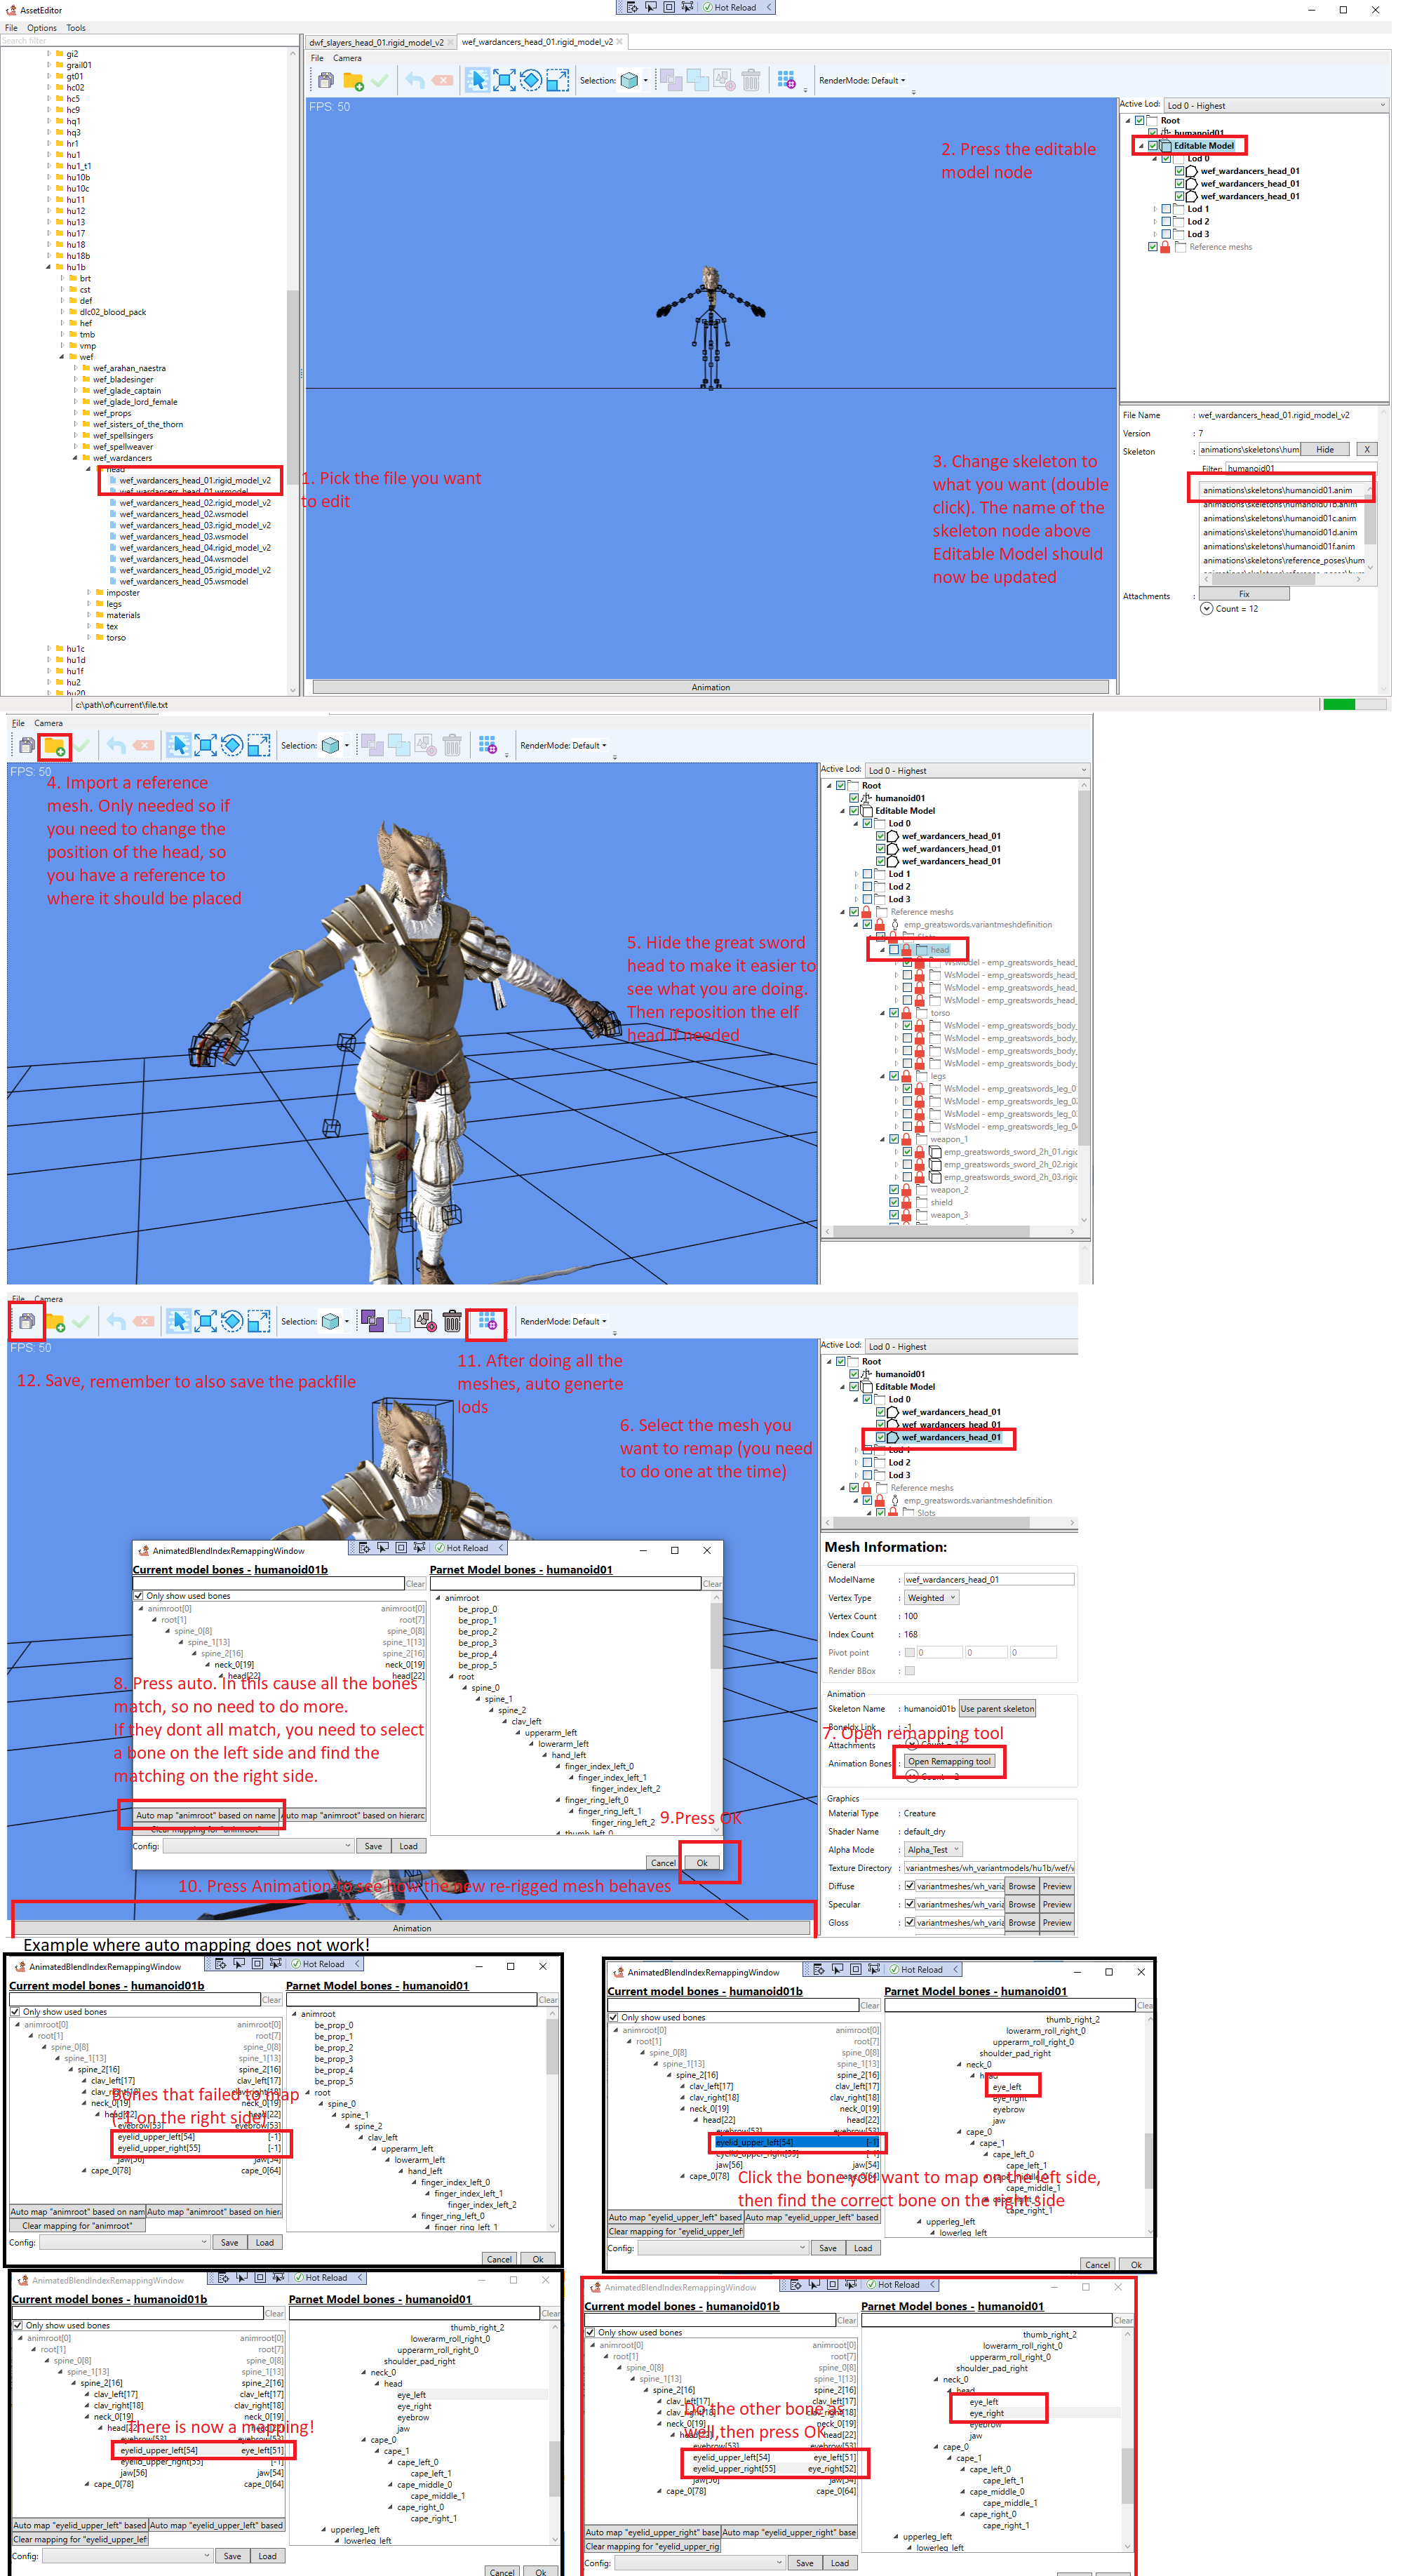 AssetEditor
Hot Reload
File Options Tools
Search filter
dwf_slayers_head_01.rigid_model_v2
wef_wardancers_head_01.rigid_model_v2
File Camera
Selection:
RenderMode: Default
FPS: 50
gi2
grail01
gt01
hc02
hc5
hc9
hq1
hq3
hr1
hu1
hu1_t1
hu10b
hu10c
hu11
hu12
hu13
hu17
hu18
hu18b
hu1b
brt
cst
def
dlc02_blood_pack
hef
tmb
vmp
wef
wef_arahan_naestra
wef_bladesinger
wef_glade_captain
wef_glade_lord_female
wef_props
wef_sisters_of_the_thorn
wef_spellsingers
wef_spellweaver
wef_wardancers
head
wef_wardancers_head_01.rigid_model_v2
wef_wardancers_head_01.wsmodel
wef_wardancers_head_02.rigid_model_v2
wef_wardancers_head_02.wsmodel
wef_wardancers_head_03.rigid_model_v2
wef_wardancers_head_03.wsmodel
wef_wardancers_head_04.rigid_model_v2
wef_wardancers_head_04.wsmodel
wef_wardancers_head_05.rigid_model_v2
wef_wardancers_head_05.wsmodel
imposter
legs
materials
tex
torso
hu1c
hu1d
hu1f
hu2
hu20
c:\path\of\current\file.txt
1. Pick the file you want
to edit
2. Press the editable
model node
3. Change skeleton to
what you want (double
click). The name of the
skeleton node above
Editable Model should
now be updated
Animation
Active Lod: Lod 0 - Highest
Root
humanoid01
Editable Model
Lod 0
wef_wardancers_head_01
wef_wardancers_head_01
wef_wardancers_head_01
Lod 1
Lod 2
Lod 3
Reference meshs
File Name : wef_wardancers_head_01.rigid_model_v2
Version : 7
Skeleton : animations\skeletons\hum Hide X
Filter: humanoid01
animations\skeletons\humanoid01.anim
animations\skeletons\humanoid01b.anim
animations\skeletons\humanoid01c.anim
animations\skeletons\humanoid01d.anim
animations\skeletons\humanoid01f.anim
animations\skeletons\reference_poses\hum
Attachments : Fix
Count = 12
File Camera
Selection:
RenderMode: Default
FPS: 50
4. Import a reference
mesh. Only needed so if
you need to change the
position of the head, so
you have a reference to
where it should be placed
5. Hide the great sword
head to make it easier to
see what you are doing.
Then reposition the elf
head if needed
Active Lod: Lod 0 - Highest
Root
humanoid01
Editable Model
Lod 0
wef_wardancers_head_01
wef_wardancers_head_01
wef_wardancers_head_01
Lod 1
Lod 2
Lod 3
Reference meshs
emp_greatswords.variantmeshdefinition
Slots
head
WsModel - emp_greatswords_head_
WsModel - emp_greatswords_head_
WsModel - emp_greatswords_head_
WsModel - emp_greatswords_head_
torso
WsModel - emp_greatswords_body_
WsModel - emp_greatswords_body_
WsModel - emp_greatswords_body_
WsModel - emp_greatswords_body_
legs
WsModel - emp_greatswords_leg_0
WsModel - emp_greatswords_leg_02
WsModel - emp_greatswords_leg_03
WsModel - emp_greatswords_leg_04
weapon_1
emp_greatswords_sword_2h_01.rigic
emp_greatswords_sword_2h_02.rigic
emp_greatswords_sword_2h_03.rigic
weapon_2
shield
weapon_3
File Camera
Selection:
RenderMode: Default
FPS: 50
12. Save, remember to also save the packfile
11. After doing all the
meshes, auto generte
lods
6. Select the mesh you
want to remap (you need
to do one at the time)
Active Lod: Lod 0 - Highest
Root
humanoid01
Editable Model
Lod 0
wef_wardancers_head_01
wef_wardancers_head_01
wef_wardancers_head_01
Lod 1
Lod 2
Lod 3
Reference meshs
emp_greatswords.variantmeshdefinition
Slots
AnimatedBlendIndexRemappingWindow
Hot Reload
Current model bones - humanoid01b
Clear
Only show used bones
animroot[0] animroot[0]
root[1] root[7]
spine_0[8] spine_0[8]
spine_1[13] spine_1[13]
spine_2[16] spine_2[16]
neck_0[19] neck_0[19]
head[22] head[22]
8. Press auto. In this cause all the bones
match, so no need to do more.
If they dont all match, you need to select
a bone on the left side and find the
matching on the right side.
Auto map "animroot" based on name
Auto map "animroot" based on hierarc
Clear mapping for "animroot"
Config: Save Load
Parnet Model bones - humanoid01
Clear
animroot
be_prop_0
be_prop_1
be_prop_2
be_prop_3
be_prop_4
be_prop_5
root
spine_0
spine_1
spine_2
clav_left
upperarm_left
lowerarm_left
hand_left
finger_index_left_0
finger_index_left_1
finger_index_left_2
finger_ring_left_0
finger_ring_left_1
finger_ring_left_2
thumb_left_0
9.Press OK
Cancel Ok
10. Press Animation to see how the new re-rigged mesh behaves
Animation
Mesh Information:
General
ModelName : wef_wardancers_head_01
Vertex Type : Weighted
Vertex Count : 100
Index Count : 168
Pivot point : 0 0 0
Render BBox :
Animation
Skeleton Name : humanoid01b Use parent skeleton
BoneIdx Link : -1
7. Open remapping tool
Attachments
Animation Bones : Open Remapping tool
Graphics
Material Type : Creature
Shader Name : default_dry
Alpha Mode : Alpha_Test
Texture Directory : variantmeshes/wh_variantmodels/hu1b/wef/v
Diffuse : variantmeshes/wh_varia Browse Preview
Specular : variantmeshes/wh_varia Browse Preview
Gloss : variantmeshes/wh_varia Browse Preview
Example where auto mapping does not work!
AnimatedBlendIndexRemappingWindow
Hot Reload
Current model bones - humanoid01b
Clear
Only show used bones
animroot[0] animroot[0]
root[1] root[7]
spine_0[8] spine_0[8]
spine_1[13] spine_1[13]
spine_2[16] spine_2[16]
clav_left[17] clav_left[17]
clav_right[18] clav_right[18]
neck_0[19] neck_0[19]
head[22] head[22]
eyebrow[53] eyebrow[53]
eyelid_upper_left[54] [-1]
eyelid_upper_right[55] [-1]
jaw[56] jaw[54]
cape_0[78] cape_0[64]
Bones that failed to map
(-1 on the right side)
Auto map "animroot" based on nam
Auto map "animroot" based on hier
Clear mapping for "animroot"
Config: Save Load
Parnet Model bones - humanoid01
Clear
animroot
be_prop_0
be_prop_1
be_prop_2
be_prop_3
be_prop_4
be_prop_5
root
spine_0
spine_1
spine_2
clav_left
upperarm_left
lowerarm_left
hand_left
finger_index_left_0
finger_index_left_1
finger_index_left_2
finger_ring_left_0
finger_ring_left_1
Cancel Ok
AnimatedBlendIndexRemappingWindow
Hot Reload
Current model bones - humanoid01b
Clear
Only show used bones
animroot[0] animroot[0]
root[1] root[7]
spine_0[8] spine_0[8]
spine_1[13] spine_1[13]
spine_2[16] spine_2[16]
clav_left[17] clav_left[17]
clav_right[18] clav_right[18]
neck_0[19] neck_0[19]
head[22] head[22]
eyebrow[53] eyebrow[53]
eyelid_upper_left[54] [-1]
eyelid_upper_right[55] [-1]
jaw[56]
cape_0[78]
Click the bone you want to map on the left side,
then find the correct bone on the right side
Auto map "eyelid_upper_left" based
Auto map "eyelid_upper_left" based
Clear mapping for "eyelid_upper_lef
Config: Save Load
Parnet Model bones - humanoid01
Clea
thumb_right_2
lowerarm_roll_right_0
upperarm_roll_right_0
shoulder_pad_right
neck_0
head
eye_left
eye_right
eyebrow
jaw
cape_0
cape_1
cape_left_0
cape_left_1
cape_middle_0
cape_middle_1
cape_right_0
cape_right_1
upperleg_left
lowerleg_left
Cancel Ok
AnimatedBlendIndexRemappingWindow
Hot Reload
Current model bones - humanoid01b
Clear
Only show used bones
animroot[0] animroot[0]
root[1] root[7]
spine_0[8] spine_0[8]
spine_1[13] spine_1[13]
spine_2[16] spine_2[16]
clav_left[17] clav_left[17]
clav_right[18] clav_right[18]
neck_0[19] neck_0[19]
head[22] head[22]
There is now a mapping!
eyebrow[53] eyebrow[53]
eyelid_upper_left[54] eye_left[51]
eyelid_upper_right[55] [-1]
jaw[56] jaw[54]
cape_0[78] cape_0[64]
Auto map "eyelid_upper_left" based
Auto map "eyelid_upper_left" based
Clear mapping for "eyelid_upper_lef
Config: Save Load
Parnet Model bones - humanoid01
Clear
thumb_right_2
lowerarm_roll_right_0
upperarm_roll_right_0
shoulder_pad_right
neck_0
head
eye_left
eye_right
eyebrow
jaw
cape_0
cape_1
cape_left_0
cape_left_1
cape_middle_0
cape_middle_1
cape_right_0
cape_right_1
upperleg_left
lowerleg_left
Cancel Ok
AnimatedBlendIndexRemappingWindow
Hot Reload
Current model bones - humanoid01b
Clear
Only show used bones
animroot[0] animroot[0]
root[1] root[7]
spine_0[8] spine_0[8]
spine_1[13] spine_1[13]
spine_2[16] spine_2[16]
clav_left[17] clav_left[17]
clav_right[18] clav_right[18]
neck_0[19] neck_0[19]
head[22] head[22]
Do the other bone as
well,then press OK
eyebrow[53] eyebrow[53]
eyelid_upper_left[54] eye_left[51]
eyelid_upper_right[55] eye_right[52]
jaw[56] jaw[54]
cape_0[78] cape_0[64]
Auto map "eyelid_upper_right" base
Auto map "eyelid_upper_right" base
Clear mapping for "eyelid_upper_rig
Config: Save Load
Parnet Model bones - humanoid01
Clear
thumb_right_2
lowerarm_roll_right_0
upperarm_roll_right_0
shoulder_pad_right
neck_0
head
eye_left
eye_right
eyebrow
jaw
cape_0
cape_1
cape_left_0
cape_left_1
cape_middle_0
cape_middle_1
cape_right_0
cape_right_1
upperleg_left
lowerleg_left